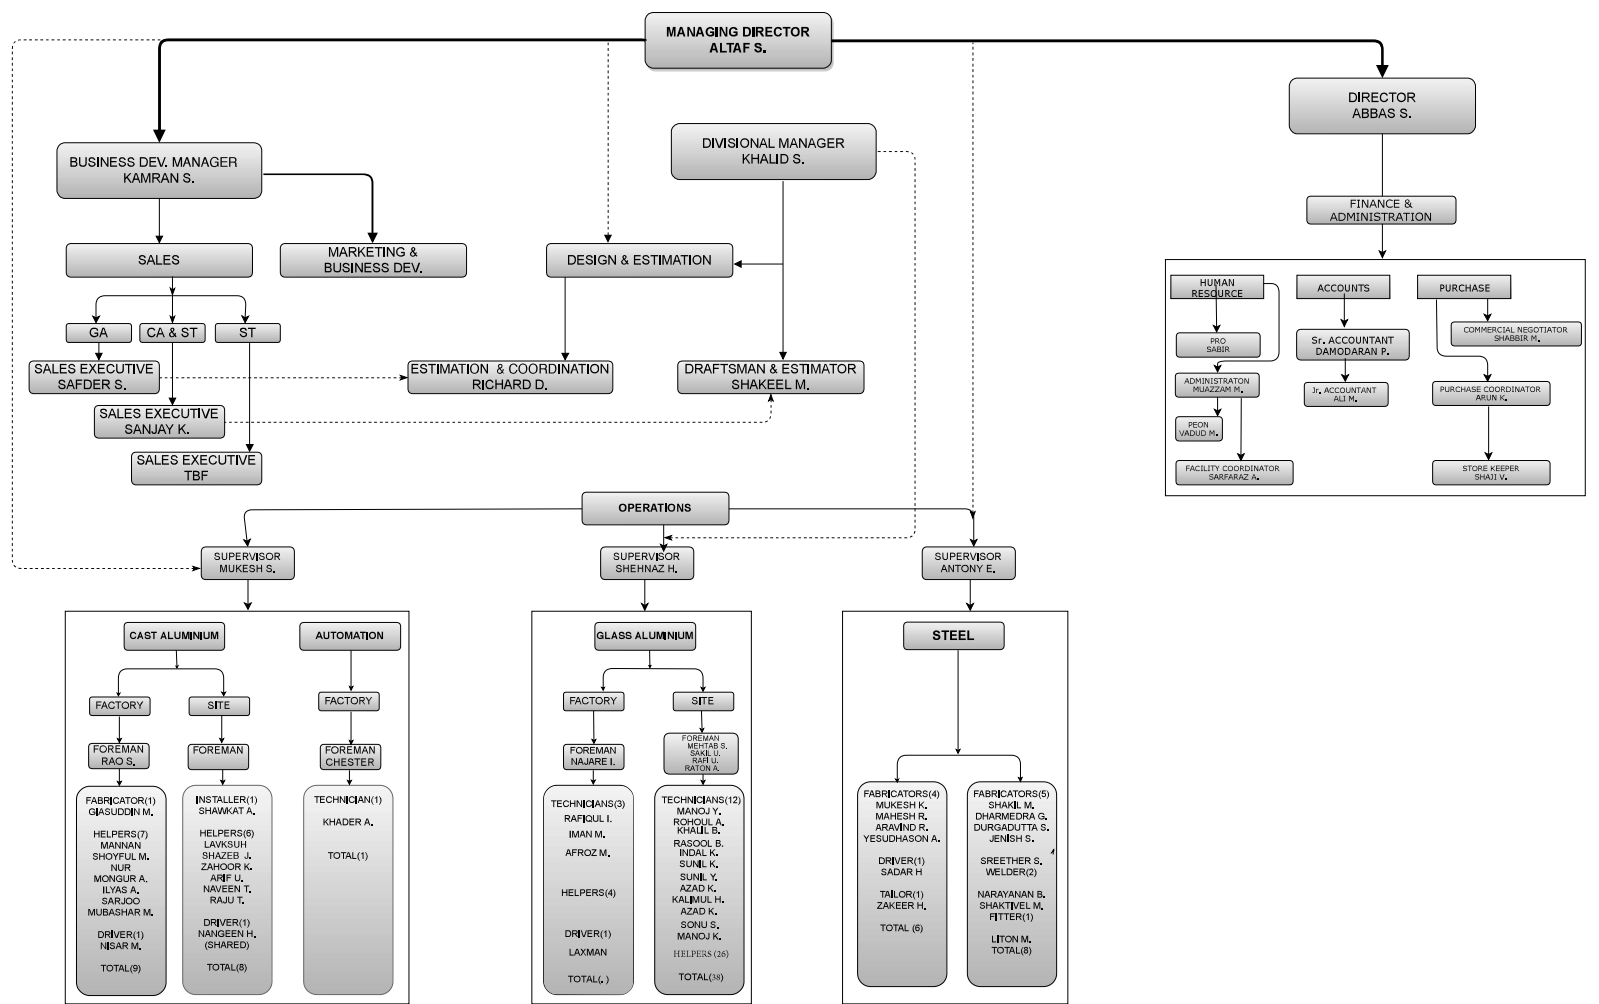 MANAGING DIRECTOR
ALTAF S.
DIRECTOR
ABBAS S.
BUSINESS DEV. MANAGER
KAMRAN S.
DIVISIONAL MANAGER
KHALID S.
FINANCE &
ADMINISTRATION
SALES
MARKETING &
BUSINESS DEV.
DESIGN & ESTIMATION
GA
CA & ST
ST
SALES EXECUTIVE
SAFDER S.
SALES EXECUTIVE
SANJAY K.
SALES EXECUTIVE
TBF
ESTIMATION & COORDINATION
RICHARD D.
DRAFTSMAN & ESTIMATOR
SHAKEEL M.
HUMAN
RESOURCE
PRO
SABIR
ADMINISTRATON
MUAZZAM M.
PEON
VADUD M.
FACILITY COORDINATOR
SARFARAZ A.
ACCOUNTS
Sr. ACCOUNTANT
DAMODARAN P.
Jr. ACCOUNTANT
ALI M.
PURCHASE
COMMERCIAL NEGOTIATOR
SHABBIR M.
PURCHASE COORDINATOR
ARUN K.
STORE KEEPER
SHAJI V.
OPERATIONS
SUPERVISOR
MUKESH S.
SUPERVISOR
SHEHNAZ H.
SUPERVISOR
ANTONY E.
CAST ALUMINIUM
FACTORY
FOREMAN
RAO S.
FABRICATOR(1)
GIASUDDIN M.
HELPERS(7)
MANNAN
SHOYFUL M.
NUR
MONGUR A.
ILYAS A.
SARJOO
MUBASHAR M.
DRIVER(1)
NISAR M.
TOTAL(9)
SITE
FOREMAN
INSTALLER(1)
SHAWKAT A.
HELPERS(6)
LAVKSUH
SHAZEB J.
ZAHOOR K.
ARIF U.
NAVEEN T.
RAJU T.
DRIVER(1)
NANGEEN H.
(SHARED)
TOTAL(8)
AUTOMATION
FACTORY
FOREMAN
CHESTER
TECHNICIAN(1)
KHADER A.
TOTAL(1)
GLASS ALUMINIUM
FACTORY
FOREMAN
NAJARE I.
TECHNICIANS(3)
RAFIQUL I.
IMAN M.
AFROZ M.
HELPERS(4)
DRIVER(1)
LAXMAN
TOTAL(. )
SITE
FOREMAN
MEHTAB S.
SAKIL U.
RAFI U.
RATON A.
TECHNICIANS(12)
MANOJ Y.
ROHOUL A.
KHALIL B.
RASOOL B.
INDAL K.
SUNIL K.
SUNIL Y.
AZAD K.
KALIMUL H.
AZAD K.
SONU S.
MANOJ K.
HELPERS (26)
TOTAL(38)
STEEL
FABRICATORS(4)
MUKESH K.
MAHESH R.
ARAVIND R.
YESUDHASON A.
DRIVER(1)
SADAR H
TAILOR(1)
ZAKEER H.
TOTAL (6)
FABRICATORS(5)
SHAKIL M.
DHARMEDRA G.
DURGADUTTA S.
JENISH S.
SREETHER S.
WELDER(2)
NARAYANAN B.
SHAKTIVEL M.
FITTER(1)
LITON M.
TOTAL(8)